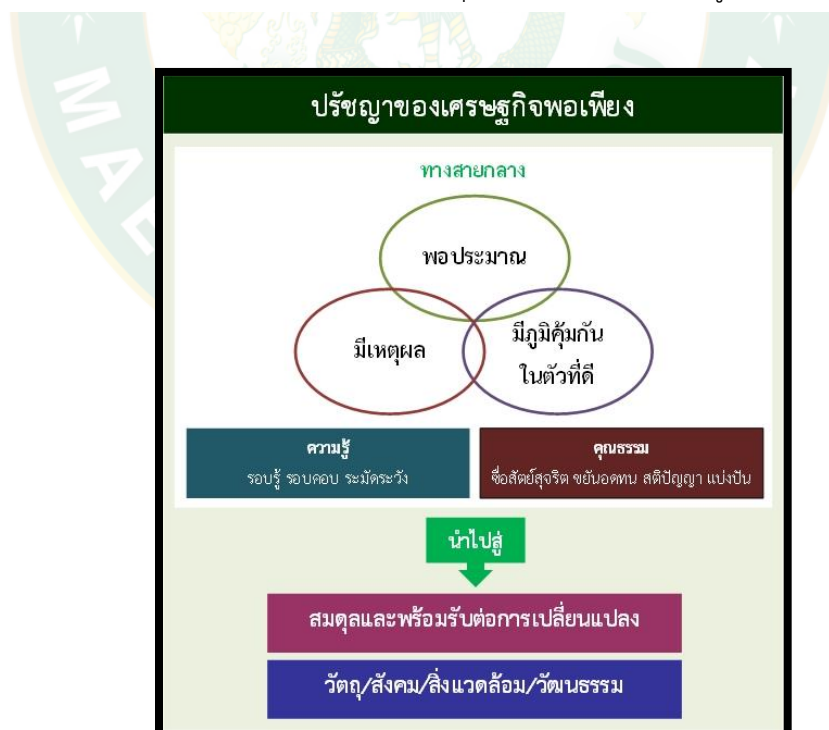 ปรัชญาของเศรษฐกิจพอเพียง
ทางสายกลาง
พอประมาณ
มีเหตุผล
มีภูมิคุ้มกัน
ในตัวที่ดี
ความรู้
รอบรู้ รอบคอบ ระมัดระวัง
คุณธรรม
ซื่อสัตย์สุจริต ขยันอดทน สติปัญญา แบ่งปัน
นำไปสู่
สมดุลและพร้อมรับต่อการเปลี่ยนแปลง
วัตถุ/สังคม/สิ่งแวดล้อม/วัฒนธรรม